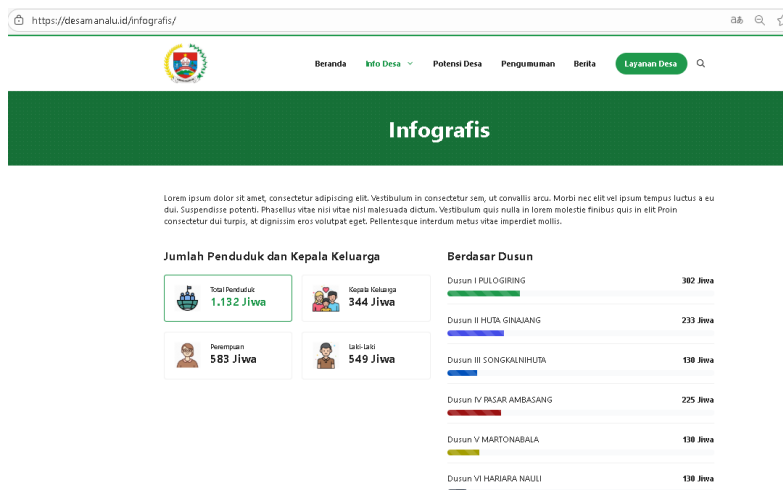 https://desamanalu.id/infografis/
Beranda Info Desa Potensi Desa Pengumuman Berita Layanan Desa
Infografis
Lorem ipsum dolor sit amet, consectetur adipiscing elit. Vestibulum in consectetur sem, ut convallis arcu. Morbi nec elit vel ipsum tempus luctus a eu
dui. Suspendisse potenti. Phasellus vitae nisi vitae nisl malesuada dictum. Vestibulum quis nulla in lorem molestie finibus quis in elit Proin
consectetur dui turpis, at dignissim eros volutpat eget. Pellentesque interdum metus vitae imperdiet mollis.
Jumlah Penduduk dan Kepala Keluarga
Total Penduduk
1.132 Jiwa
Kepala Keluarga
344 Jiwa
Perempuan
583 Jiwa
Laki-Laki
549 Jiwa
Berdasar Dusun
Dusun I PULOGIRING 302 Jiwa
Dusun II HUTA GINAJANG 233 Jiwa
Dusun III SONGKALNIHUTA 130 Jiwa
Dusun IV PASAR AMBASANG 225 Jiwa
Dusun V MARTONABALA 130 Jiwa
Dusun VI HARIARA NAULI 130 Jiwa